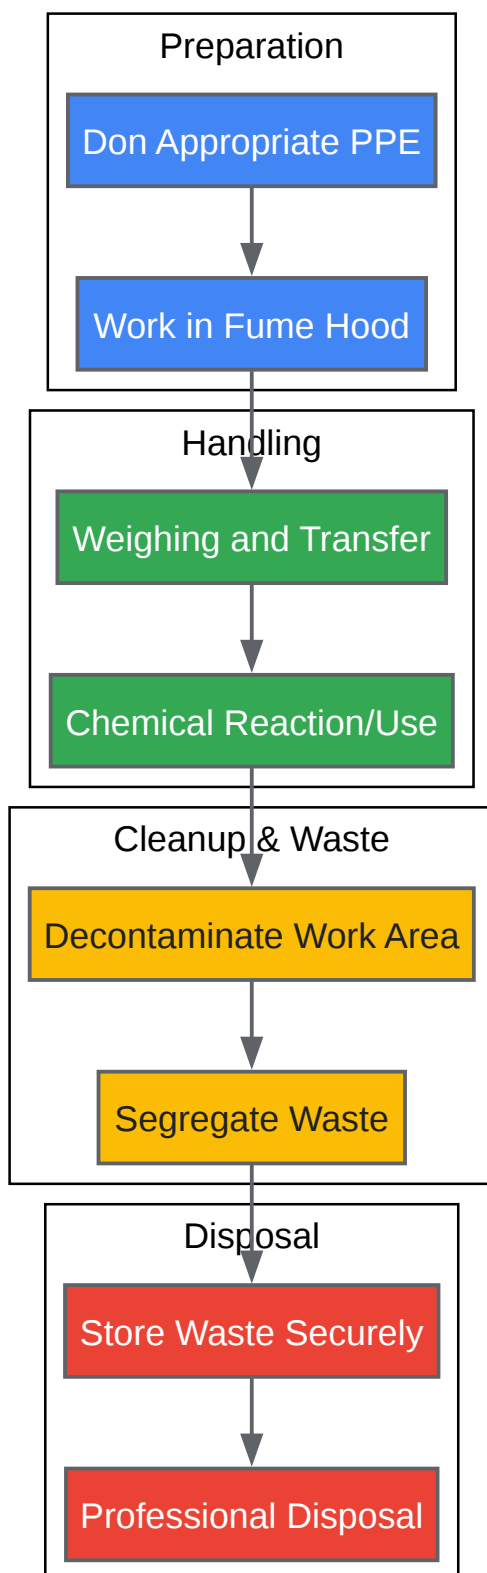 Preparation
Don Appropriate PPE
Work in Fume Hood
Handling
Weighing and Transfer
Chemical Reaction/Use
Cleanup & Waste
Decontaminate Work Area
Segregate Waste
Disposal
Store Waste Securely
Professional Disposal